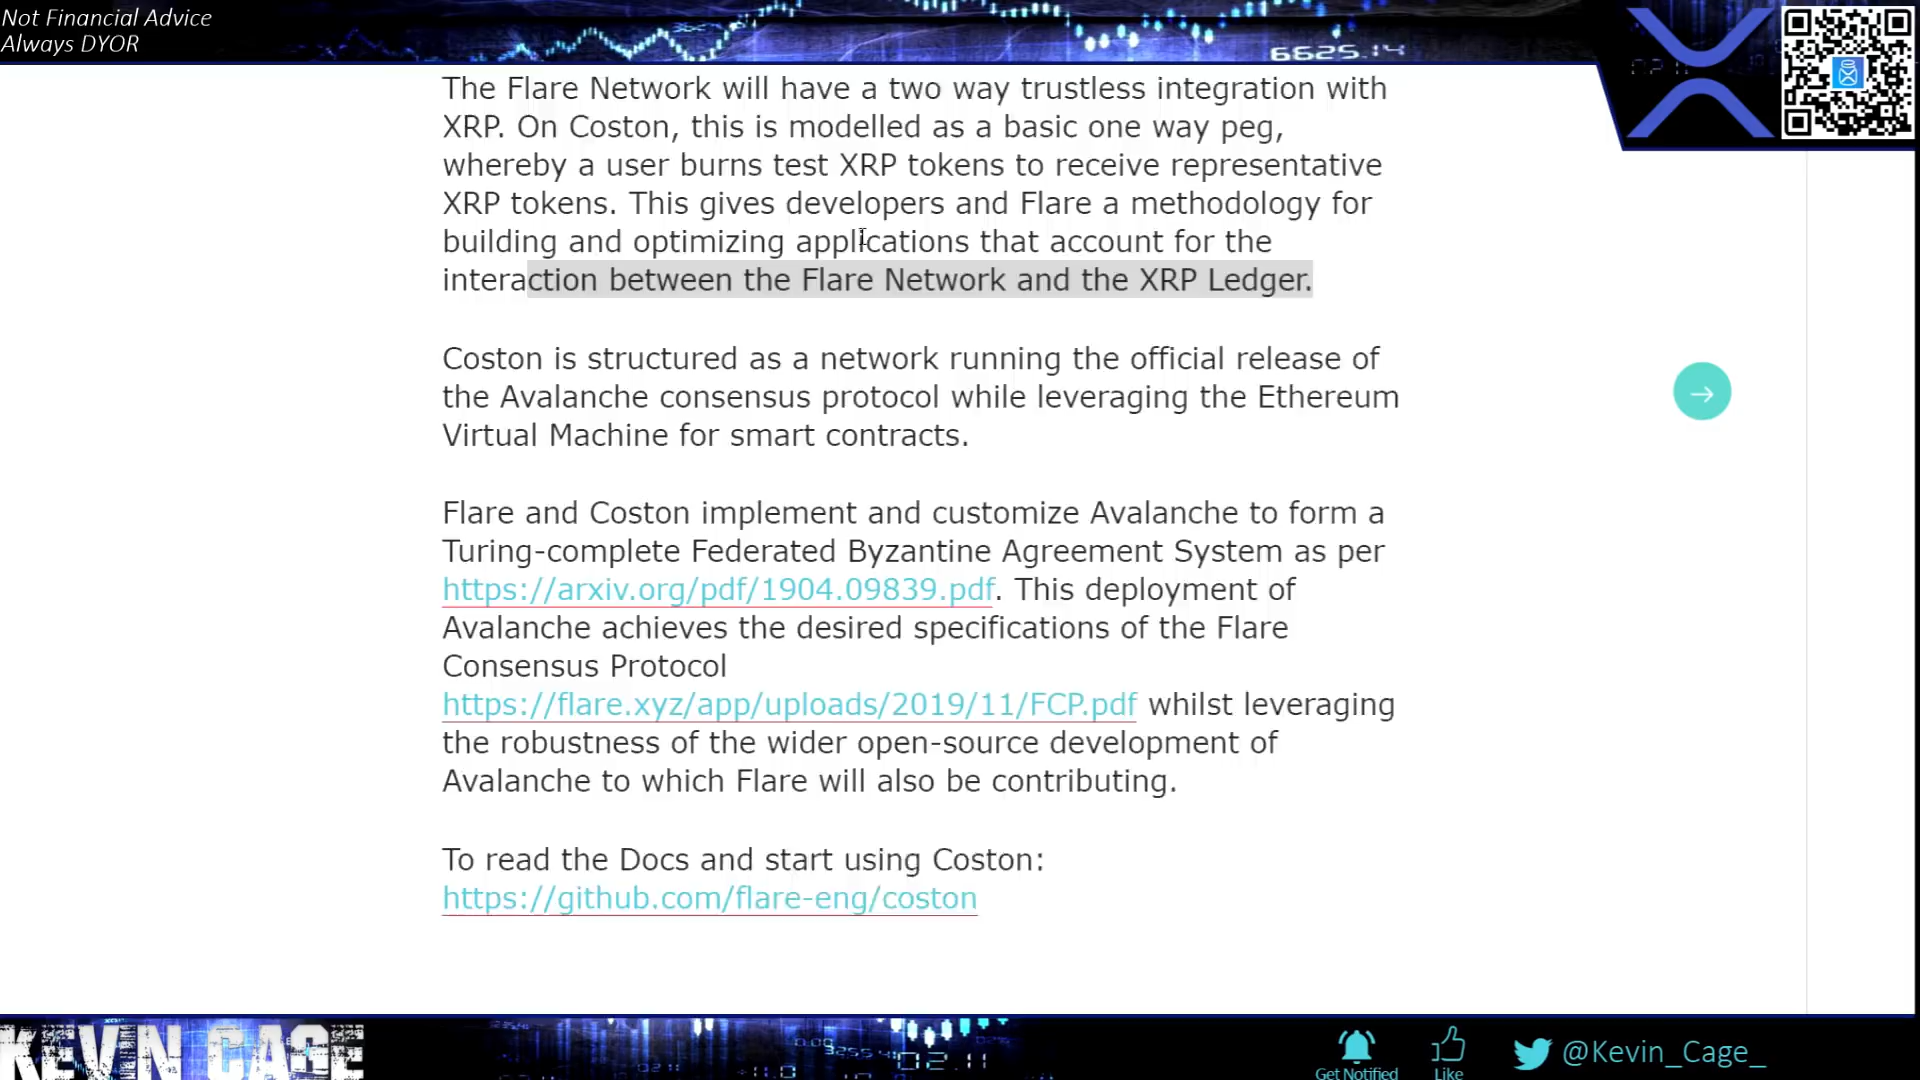 Not Financial Advice
Always DYOR
6625.14
The Flare Network will have a two way trustless integration with
XRP. On Coston, this is modelled as a basic one way peg,
whereby a user burns test XRP tokens to receive representative
XRP tokens. This gives developers and Flare a methodology for
building and optimizing applications that account for the
interaction between the Flare Network and the XRP Ledger.
Coston is structured as a network running the official release of
the Avalanche consensus protocol while leveraging the Ethereum
Virtual Machine for smart contracts.
Flare and Coston implement and customize Avalanche to form a
Turing-complete Federated Byzantine Agreement System as per
https://arxiv.org/pdf/1904.09839.pdf. This deployment of
Avalanche achieves the desired specifications of the Flare
Consensus Protocol
https://flare.xyz/app/uploads/2019/11/FCP.pdf whilst leveraging
the robustness of the wider open-source development of
Avalanche to which Flare will also be contributing.
To read the Docs and start using Coston:
https://github.com/flare-eng/coston
KEVIN CAGE
02.11
Get Notified
Like
@Kevin_Cage_